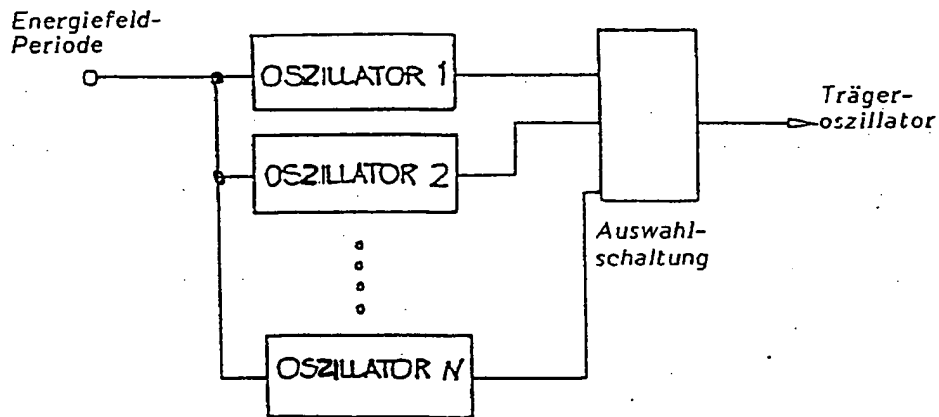 Energiefeld-
Periode
OSZILLATOR 1
OSZILLATOR 2
OSZILLATOR N
Auswahl-
schaltung
Träger-
oszillator